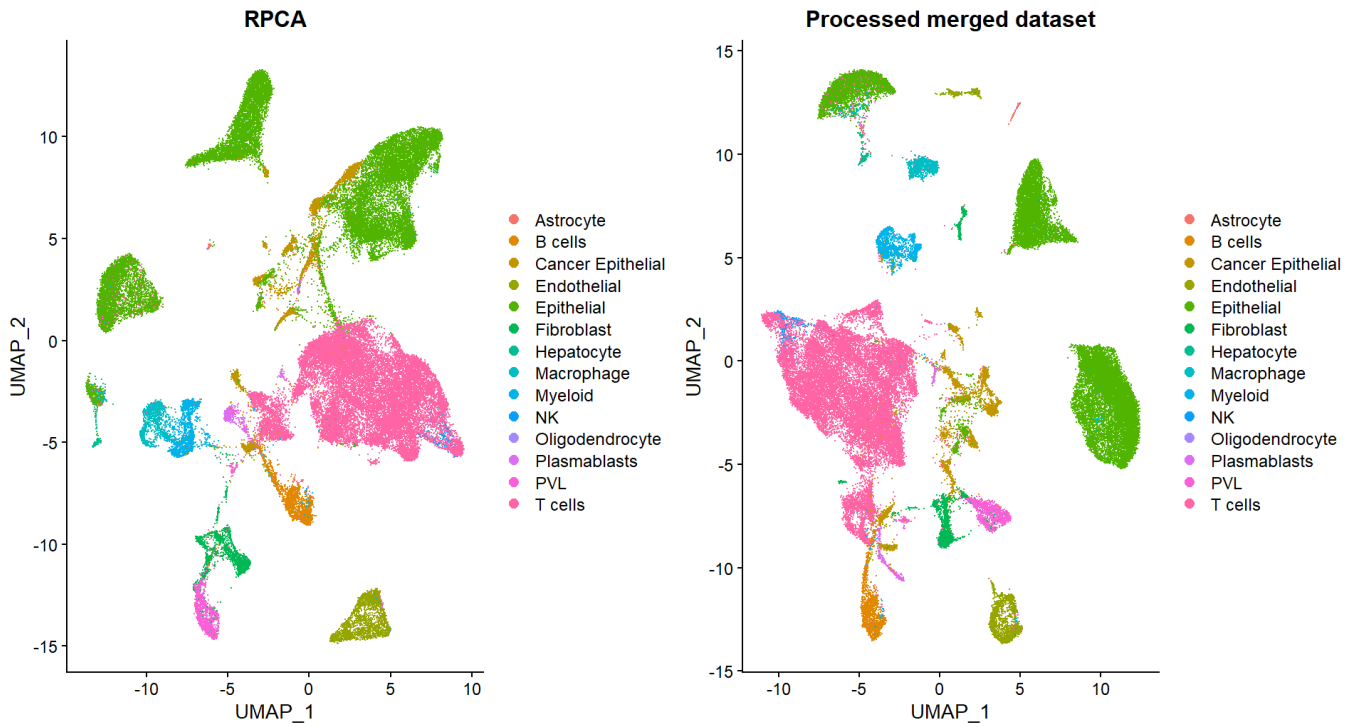 RPCA
10
5
0
-5
-10
-15
UMAP_2
-10
-5
0
5
10
UMAP_1
Astrocyte
B cells
Cancer Epithelial
Endothelial
Epithelial
Fibroblast
Hepatocyte
Macrophage
Myeloid
NK
Oligodendrocyte
Plasmablasts
PVL
T cells
Processed merged dataset
15
10
5
0
-5
-10
-15
UMAP_2
-10
-5
0
5
10
UMAP_1
Astrocyte
B cells
Cancer Epithelial
Endothelial
Epithelial
Fibroblast
Hepatocyte
Macrophage
Myeloid
NK
Oligodendrocyte
Plasmablasts
PVL
T cells